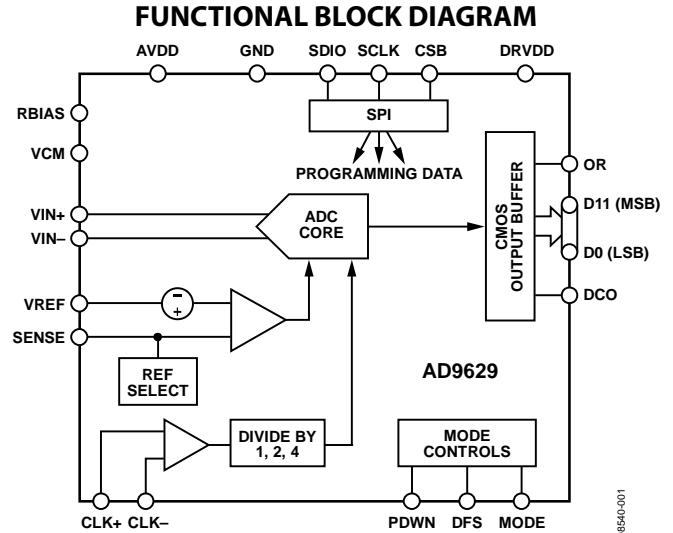 FUNCTIONAL BLOCK DIAGRAM
AVDD GND SDIO SCLK CSB DRVDD
RBIAS
SPI
VCM
PROGRAMMING DATA
OR
VIN+
ADC
CORE
CMOS
OUTPUT BUFFER
D11 (MSB)
VIN–
D0 (LSB)
VREF
–
+
DCO
SENSE
REF
SELECT
AD9629
DIVIDE BY
1, 2, 4
MODE
CONTROLS
CLK+ CLK– PDWN DFS MODE
8540-001